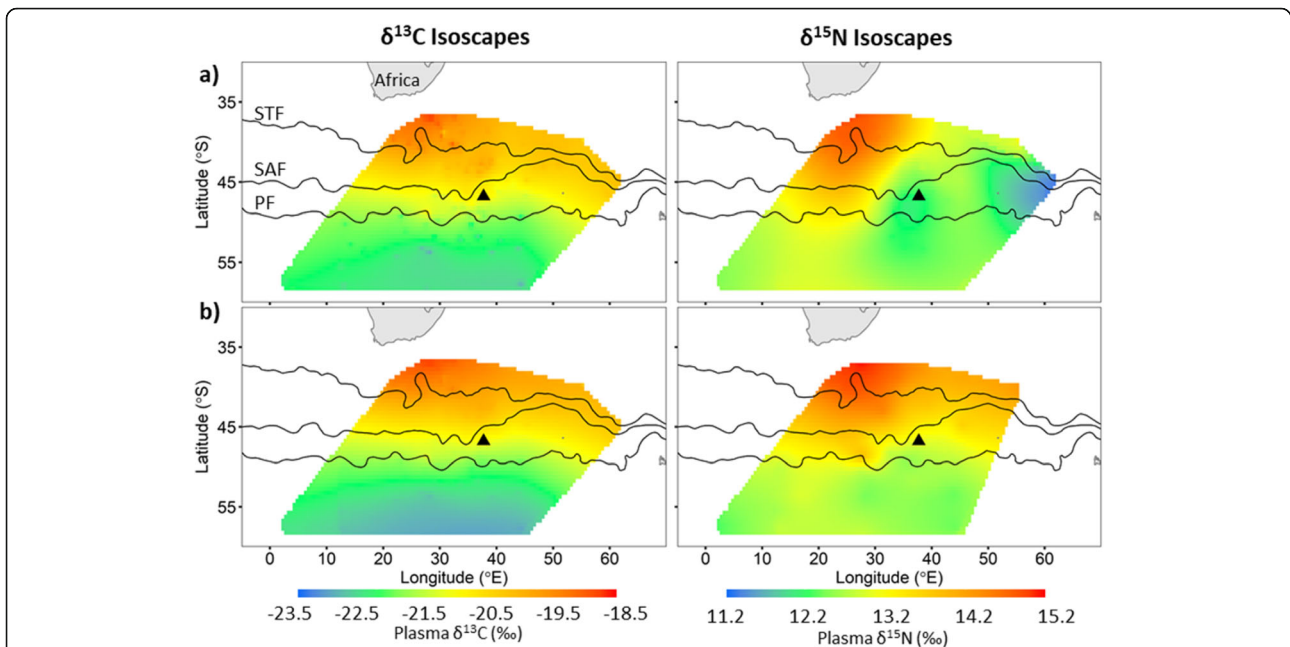 δ13C Isoscapes
δ15N Isoscapes
a)
Africa
35
STF
SAF
45
PF
55
Latitude (°S)
b)
35
45
55
Latitude (°S)
0 10 20 30 40 50 60
Longitude (°E)
0 10 20 30 40 50 60
Longitude (°E)
-23.5 -22.5 -21.5 -20.5 -19.5 -18.5
Plasma δ13C (‰)
11.2 12.2 13.2 14.2 15.2
Plasma δ15N (‰)